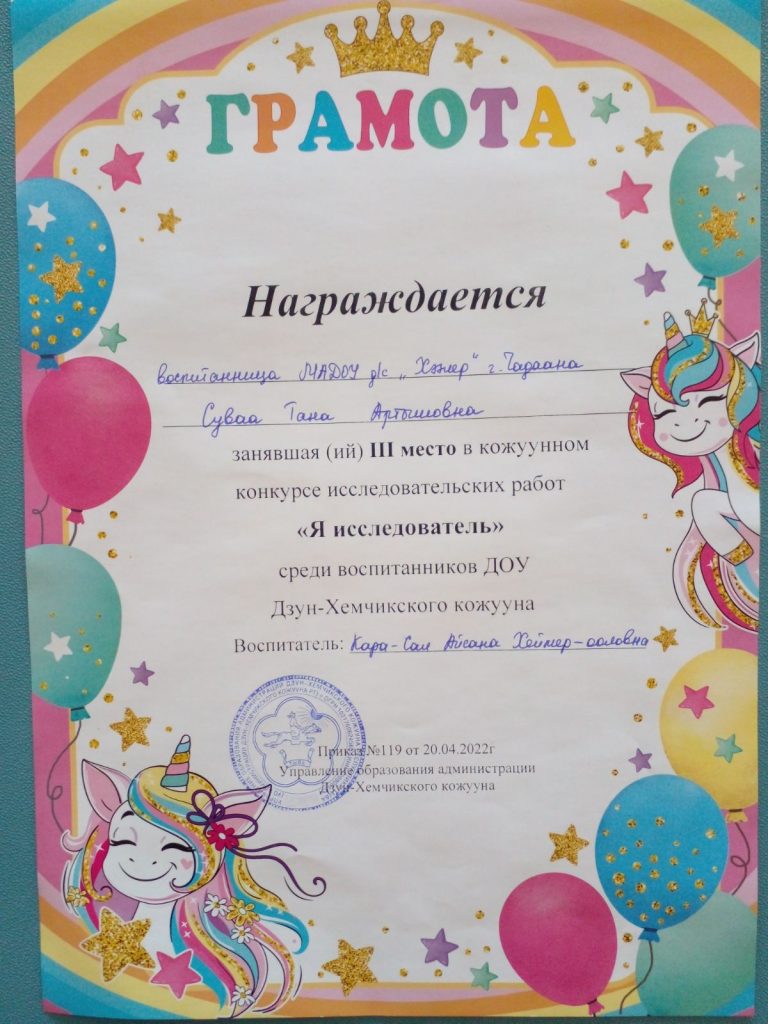 ГРАМОТА
Награждается
воспитанница МАДОУ д/с „Хээлер“ г. Чадаана
Суваа Тана Артышовна
занявшая (ий) III место в кожуунном
конкурсе исследовательских работ
«Я исследователь»
среди воспитанников ДОУ
Дзун-Хемчикского кожууна
Воспитатель: Кара-Сал Айсана Хеймер-ооловна
Приказ №119 от 20.04.2022г
Управление образования администрации
Дзун-Хемчикского кожууна